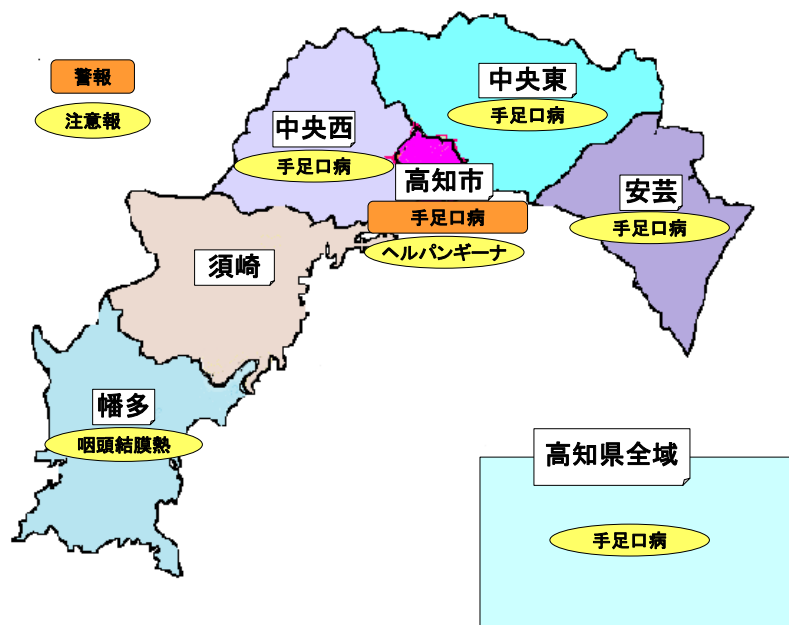 警報
注意報
中央東
手足口病
中央西
手足口病
高知市
手足口病
ヘルパンギーナ
安芸
手足口病
須崎
幡多
咽頭結膜熱
高知県全域
手足口病